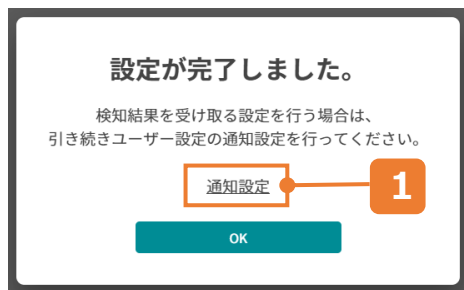 設定が完了しました。
検知結果を受け取る設定を行う場合は、
引き続きユーザー設定の通知設定を行ってください。
通知設定
1
OK